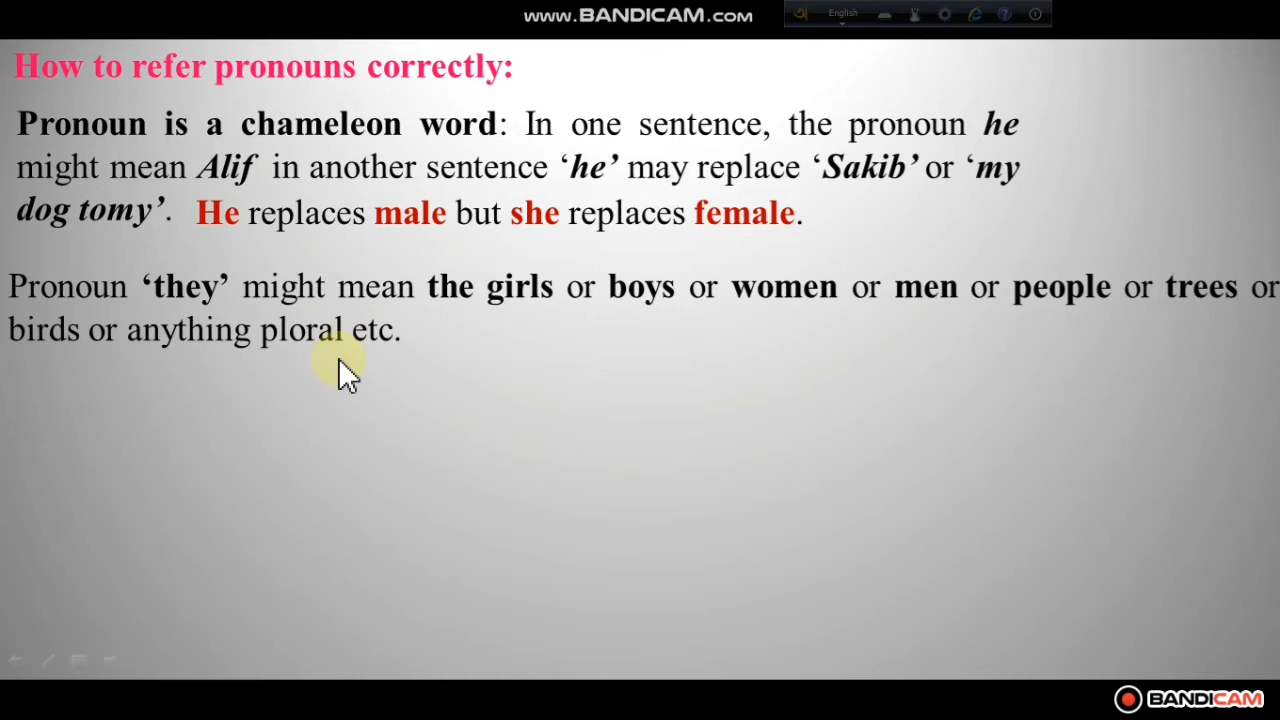 www.BANDICAM.com
English
How to refer pronouns correctly:
Pronoun is a chameleon word: In one sentence, the pronoun he
might mean Alif in another sentence ‘he’ may replace ‘Sakib’ or ‘my
dog tomy’. He replaces male but she replaces female.
Pronoun ‘they’ might mean the girls or boys or women or men or people or trees or
birds or anything ploral etc.
BANDICAM